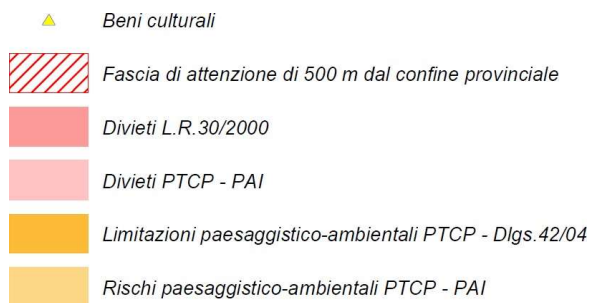 Beni culturali
Fascia di attenzione di 500 m dal confine provinciale
Divieti L.R.30/2000
Divieti PTCP - PAI
Limitazioni paesaggistico-ambientali PTCP - Dlgs.42/04
Rischi paesaggistico-ambientali PTCP - PAI